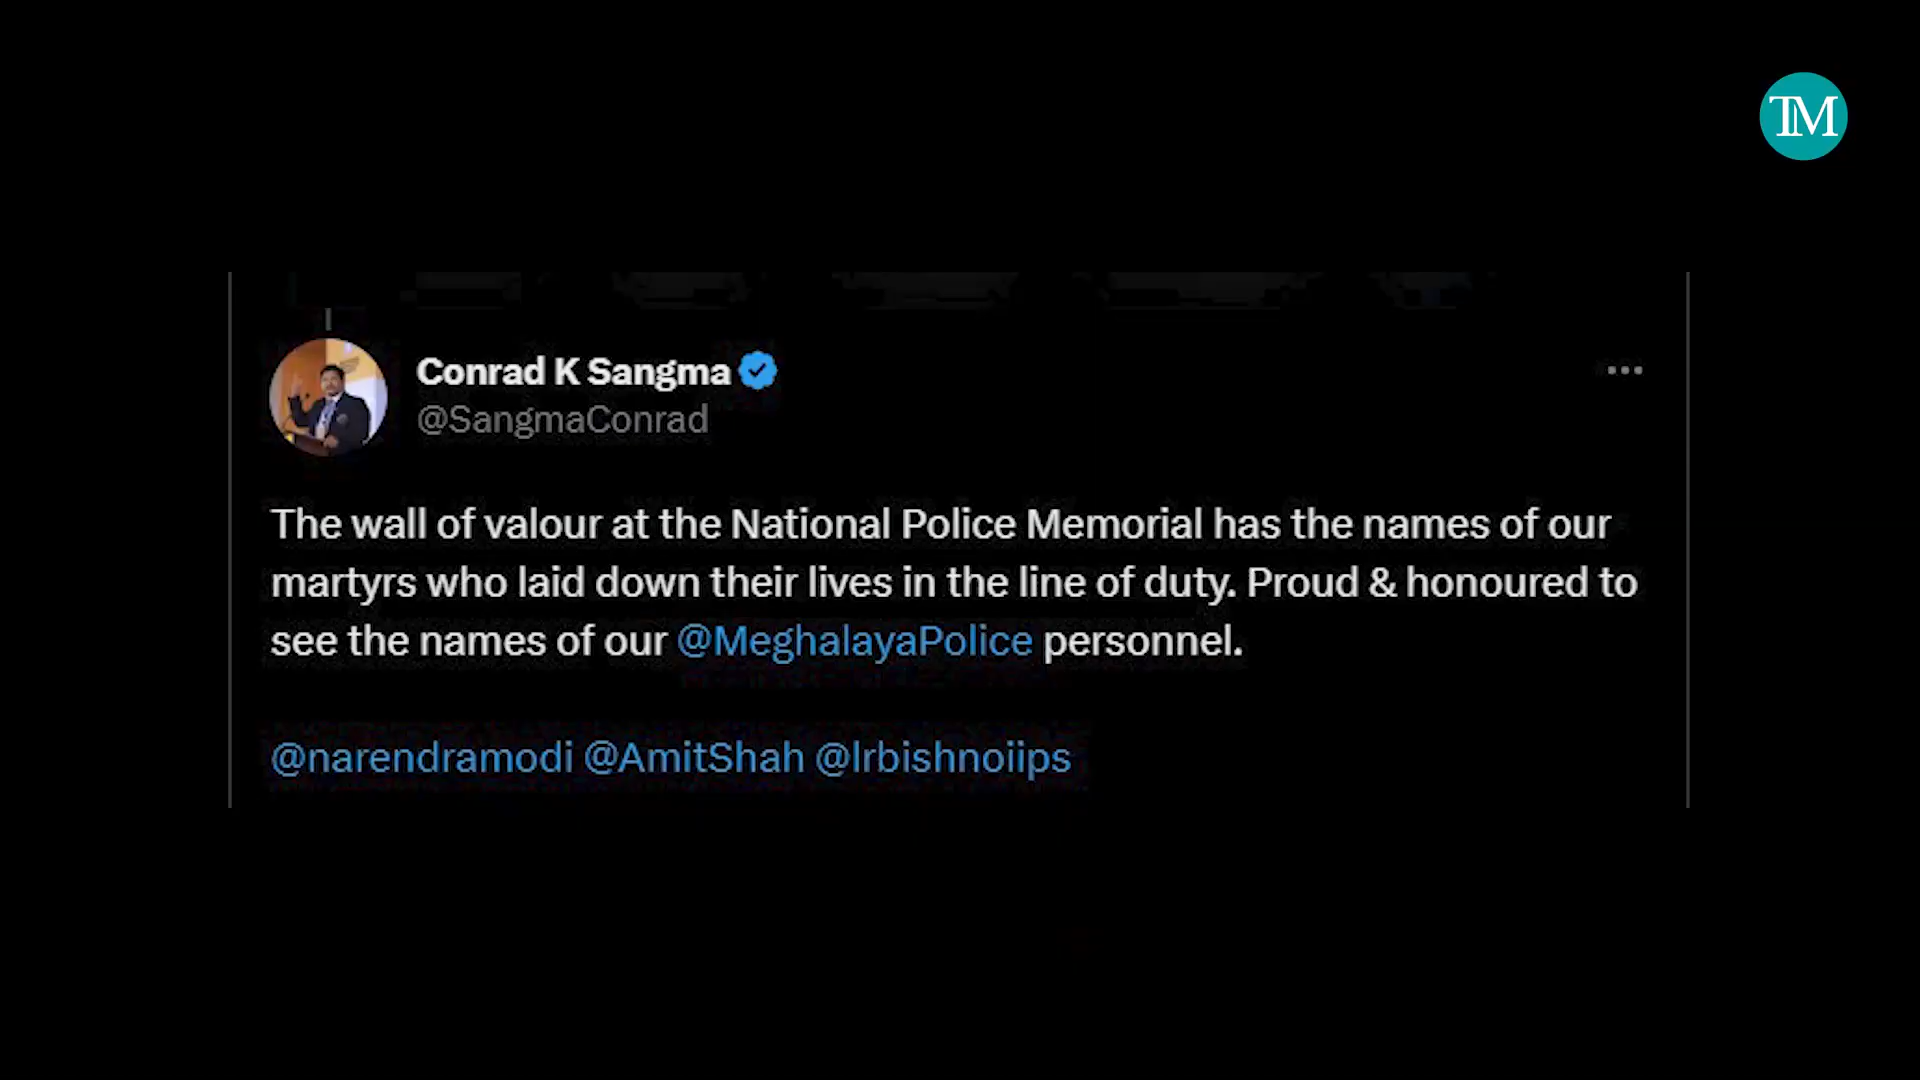 TM
Conrad K Sangma
@SangmaConrad
The wall of valour at the National Police Memorial has the names of our
martyrs who laid down their lives in the line of duty. Proud & honoured to
see the names of our @MeghalayaPolice personnel.
@narendramodi @AmitShah @lrbishnoiips